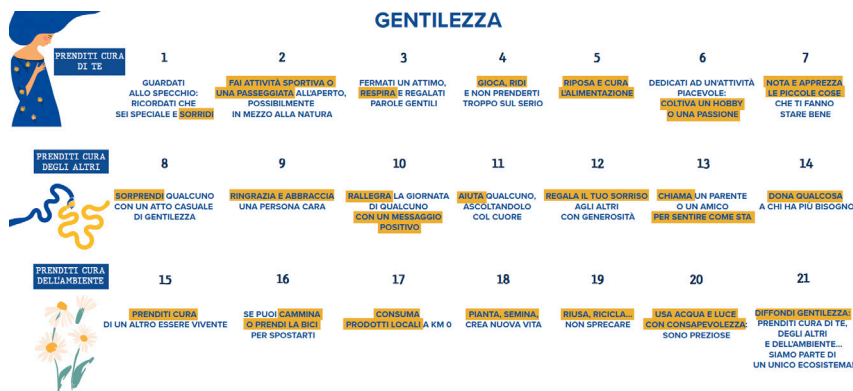 GENTILEZZA
PRENDITI CURA
DI TE
1
GUARDATI
ALLO SPECCHIO:
RICORDATI CHE
SEI SPECIALE E SORRIDI
2
FAI ATTIVITÀ SPORTIVA O
UNA PASSEGGIATA ALL'APERTO,
POSSIBILMENTE
IN MEZZO ALLA NATURA
3
FERMATI UN ATTIMO,
RESPIRA E REGALATI
PAROLE GENTILI
4
GIOCA, RIDI
E NON PRENDERTI
TROPPO SUL SERIO
5
RIPOSA E CURA
L'ALIMENTAZIONE
6
DEDICATI AD UN'ATTIVITÀ
PIACEVOLE:
COLTIVA UN HOBBY
O UNA PASSIONE
7
NOTA E APPREZZA
LE PICCOLE COSE
CHE TI FANNO
STARE BENE
PRENDITI CURA
DEGLI ALTRI
8
SORPRENDI QUALCUNO
CON UN ATTO CASUALE
DI GENTILEZZA
9
RINGRAZIA E ABBRACCIA
UNA PERSONA CARA
10
RALLEGRA LA GIORNATA
DI QUALCUNO
CON UN MESSAGGIO
POSITIVO
11
AIUTA QUALCUNO,
ASCOLTANDOLO
COL CUORE
12
REGALA IL TUO SORRISO
AGLI ALTRI
CON GENEROSITÀ
13
CHIAMA UN PARENTE
O UN AMICO
PER SENTIRE COME STA
14
DONA QUALCOSA
A CHI HA PIÙ BISOGNO
PRENDITI CURA
DELL'AMBIENTE
15
PRENDITI CURA
DI UN ALTRO ESSERE VIVENTE
16
SE PUOI CAMMINA
O PRENDI LA BICI
PER SPOSTARTI
17
CONSUMA
PRODOTTI LOCALI A KM 0
18
PIANTA, SEMINA,
CREA NUOVA VITA
19
RIUSA, RICICLA...
NON SPRECARE
20
USA ACQUA E LUCE
CON CONSAPEVOLEZZA:
SONO PREZIOSE
21
DIFFONDI GENTILEZZA:
PRENDITI CURA DI TE,
DEGLI ALTRI
E DELL'AMBIENTE...
SIAMO PARTE DI
UN UNICO ECOSISTEMA!